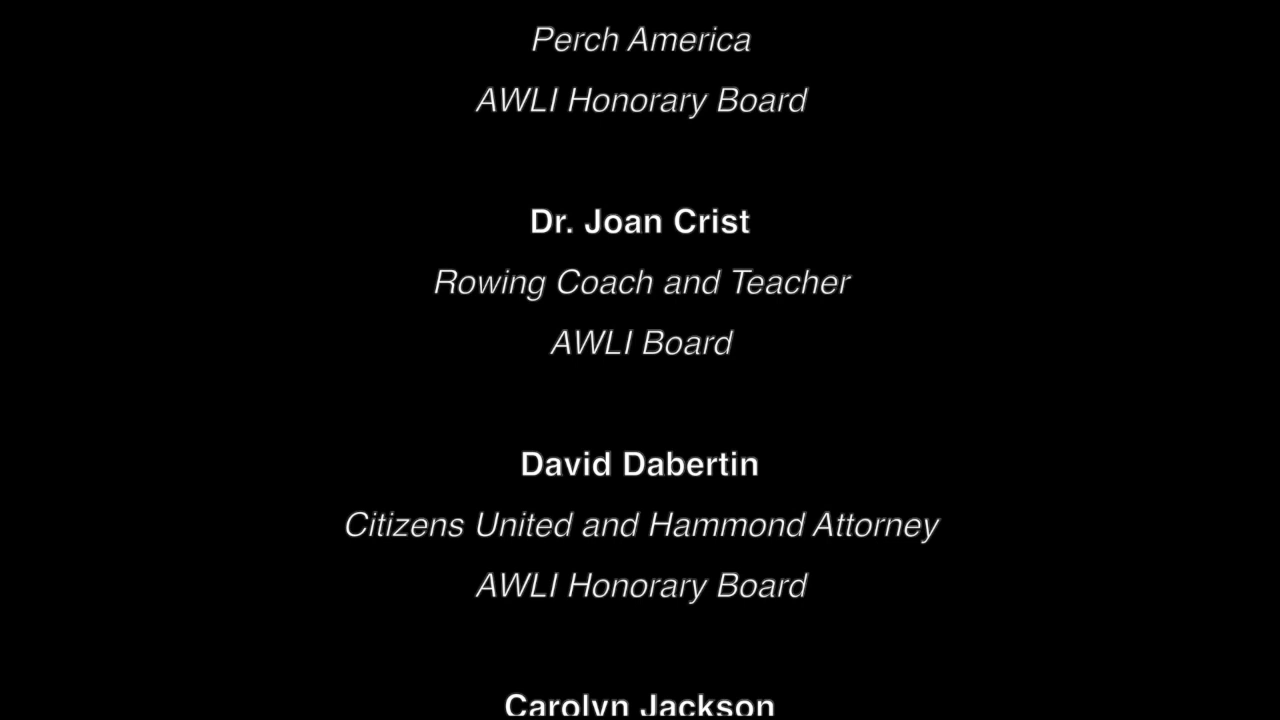 Perch America
AWLI Honorary Board
Dr. Joan Crist
Rowing Coach and Teacher
AWLI Board
David Dabertin
Citizens United and Hammond Attorney
AWLI Honorary Board
Carolyn Jackson